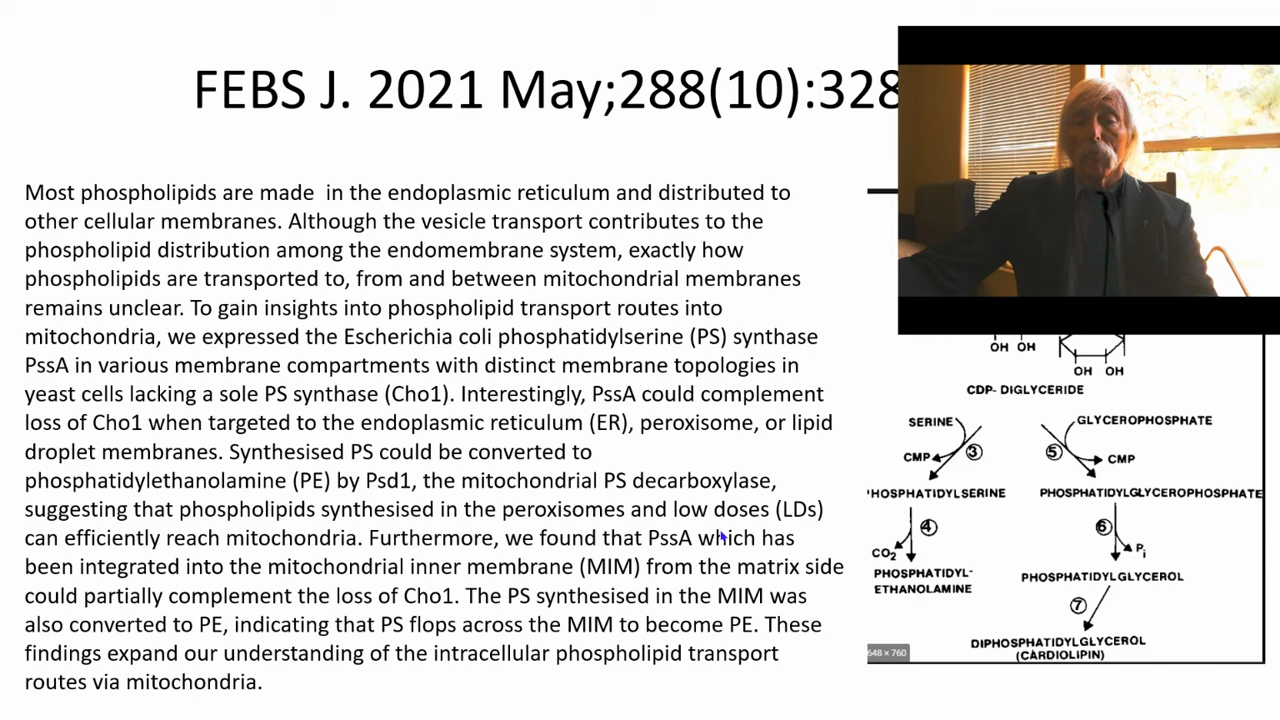 FEBS J. 2021 May;288(10):328
Most phospholipids are made in the endoplasmic reticulum and distributed to
other cellular membranes. Although the vesicle transport contributes to the
phospholipid distribution among the endomembrane system, exactly how
phospholipids are transported to, from and between mitochondrial membranes
remains unclear. To gain insights into phospholipid transport routes into
mitochondria, we expressed the Escherichia coli phosphatidylserine (PS) synthase
PssA in various membrane compartments with distinct membrane topologies in
yeast cells lacking a sole PS synthase (Cho1). Interestingly, PssA could complement
loss of Cho1 when targeted to the endoplasmic reticulum (ER), peroxisome, or lipid
droplet membranes. Synthesised PS could be converted to
phosphatidylethanolamine (PE) by Psd1, the mitochondrial PS decarboxylase,
suggesting that phospholipids synthesised in the peroxisomes and low doses (LDs)
can efficiently reach mitochondria. Furthermore, we found that PssA which has
been integrated into the mitochondrial inner membrane (MIM) from the matrix side
could partially complement the loss of Cho1. The PS synthesised in the MIM was
also converted to PE, indicating that PS flops across the MIM to become PE. These
findings expand our understanding of the intracellular phospholipid transport
routes via mitochondria.
OH OH
OH OH
CDP- DIGLYCERIDE
SERINE
GLYCEROPHOSPHATE
CMP
3
5
CMP
PHOSPHATIDYLSERINE
PHOSPHATIDYLGLYCEROPHOSPHATE
4
6
CO2
Pi
PHOSPHATIDYL-
ETHANOLAMINE
PHOSPHATIDYLGLYCEROL
7
DIPHOSPHATIDYLGLYCEROL
(CARDIOLIPIN)
648 × 760